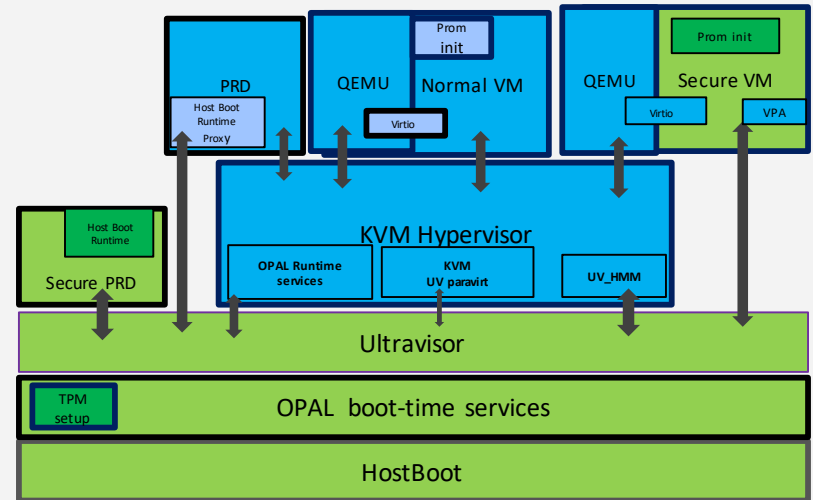 Prom
init
Prom init
PRD
QEMU
Normal VM
QEMU
Secure VM
Host Boot
Runtime
Proxy
Virtio
Virtio
VPA
Host Boot
Runtime
Secure PRD
KVM Hypervisor
OPAL Runtime
services
KVM
UV paravirt
UV_HMM
Ultravisor
TPM
setup
OPAL boot-time services
HostBoot